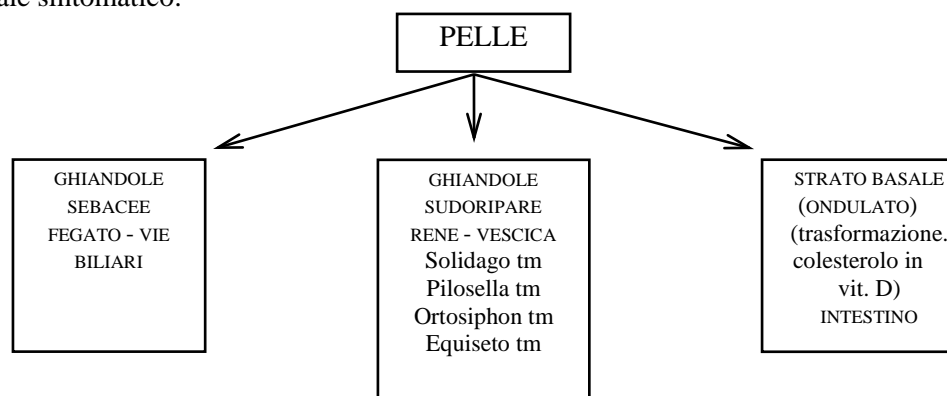 ale sintomatico.
PELLE
GHIANDOLE
SEBACEE
FEGATO - VIE
BILIARI
GHIANDOLE
SUDORIPARE
RENE - VESCICA
Solidago tm
Pilosella tm
Ortosiphon tm
Equiseto tm
STRATO BASALE
(ONDULATO)
(trasformazione.
colesterolo in
vit. D)
INTESTINO